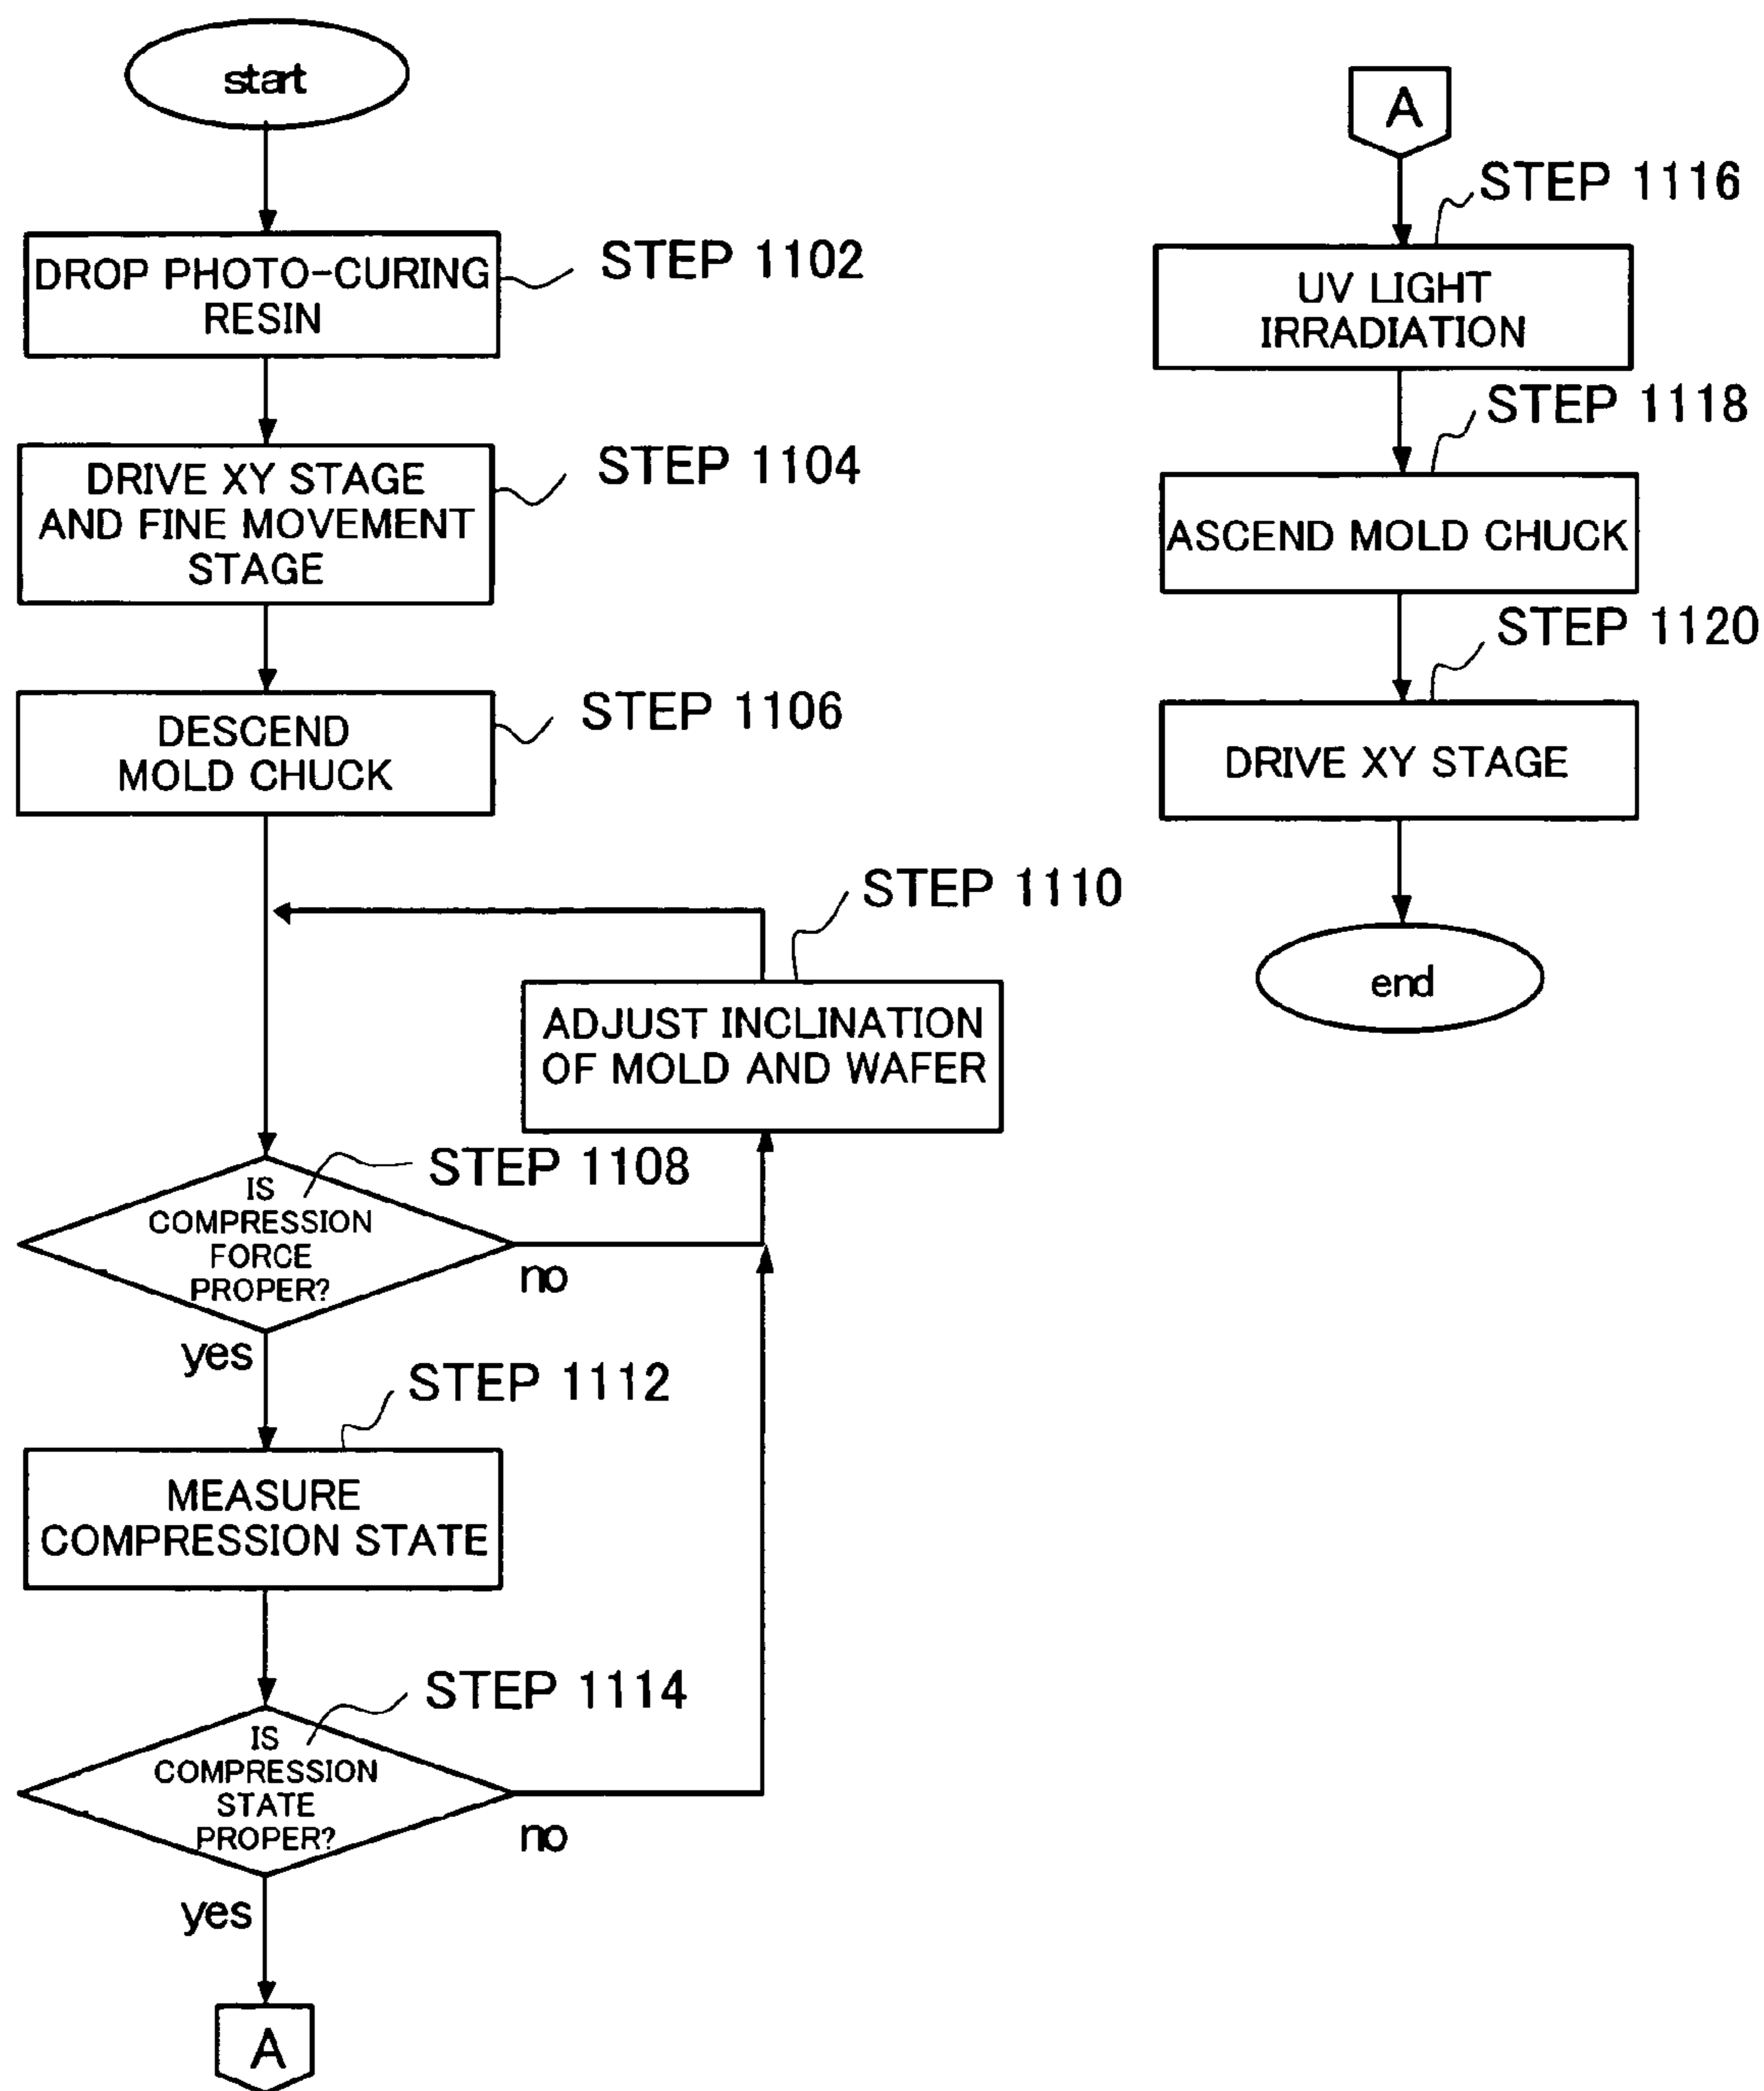 start
DROP PHOTO-CURING
RESIN
STEP 1102
DRIVE XY STAGE
AND FINE MOVEMENT
STAGE
STEP 1104
DESCEND
MOLD CHUCK
STEP 1106
STEP 1110
ADJUST INCLINATION
OF MOLD AND WAFER
STEP 1108
IS
COMPRESSION
FORCE
PROPER?
no
yes
STEP 1112
MEASURE
COMPRESSION STATE
STEP 1114
IS
COMPRESSION
STATE
PROPER?
no
yes
A
A
STEP 1116
UV LIGHT
IRRADIATION
STEP 1118
ASCEND MOLD CHUCK
STEP 1120
DRIVE XY STAGE
end